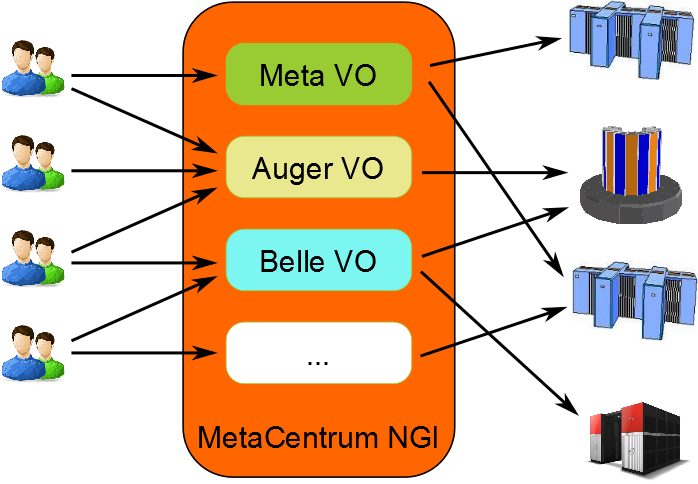 Meta VO
Auger VO
Belle VO
...
MetaCentrum NGI